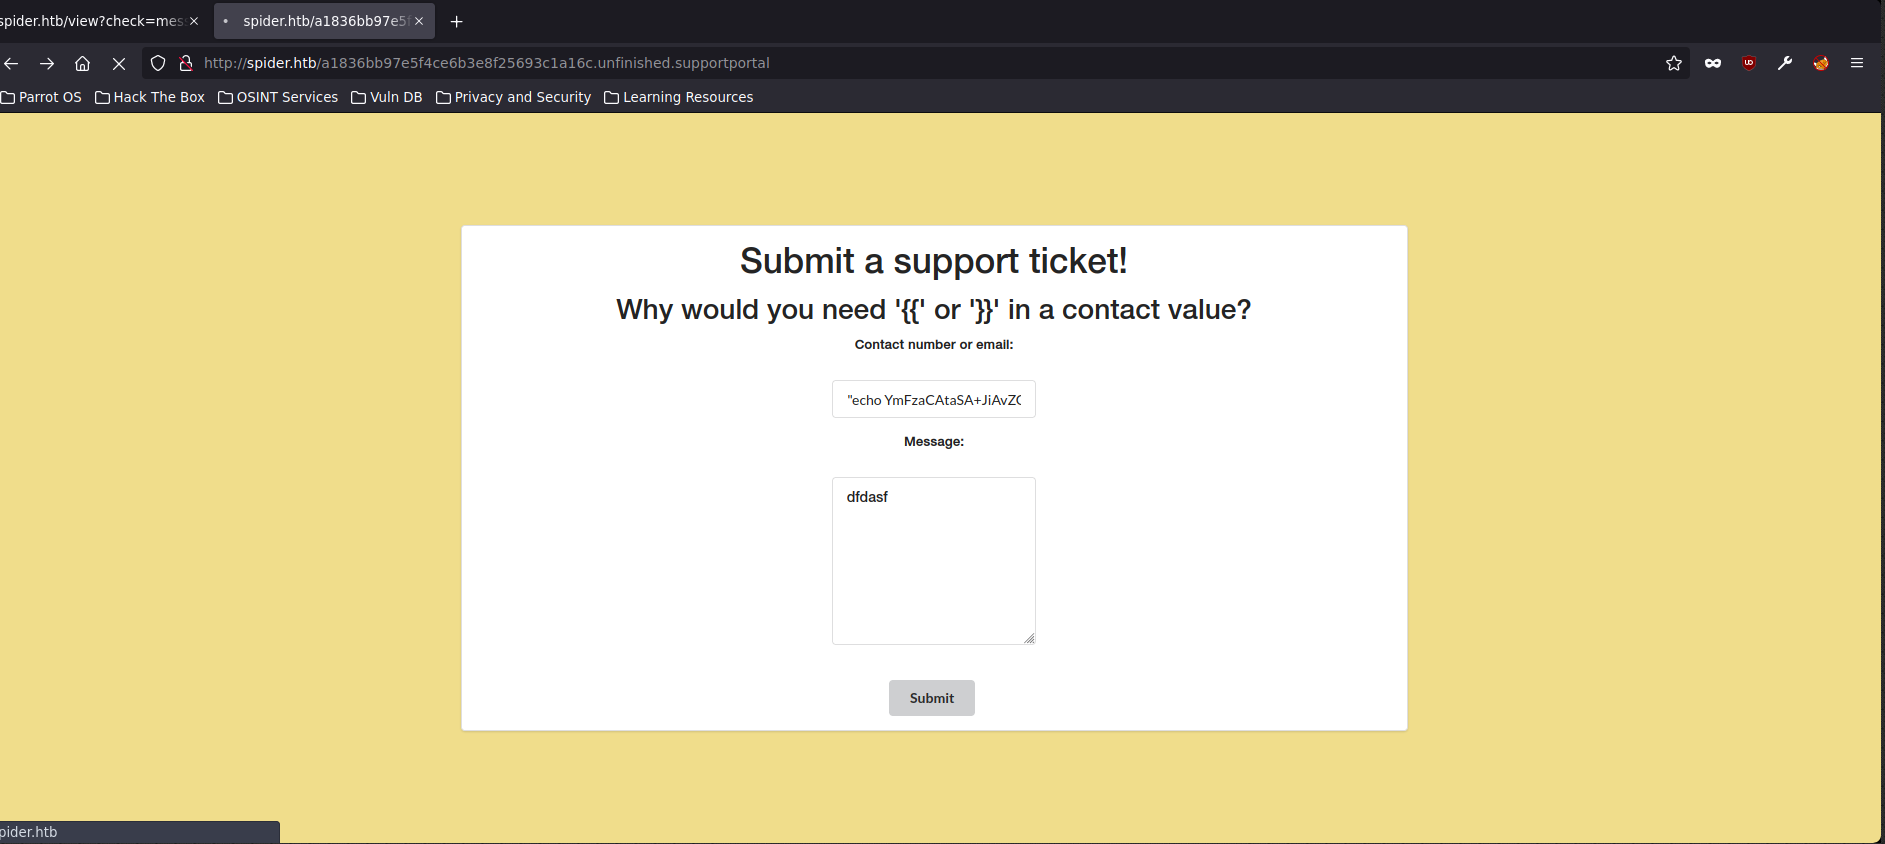 spider.htb/view?check=mes
spider.htb/a1836bb97e5f
http://spider.htb/a1836bb97e5f4ce6b3e8f25693c1a16c.unfinished.supportportal
Parrot OS
Hack The Box
OSINT Services
Vuln DB
Privacy and Security
Learning Resources
Submit a support ticket!
Why would you need '{{' or '}}' in a contact value?
Contact number or email:
"echo YmFzaCAtaSA+JiAvZC
Message:
dfdasf
Submit
pider.htb